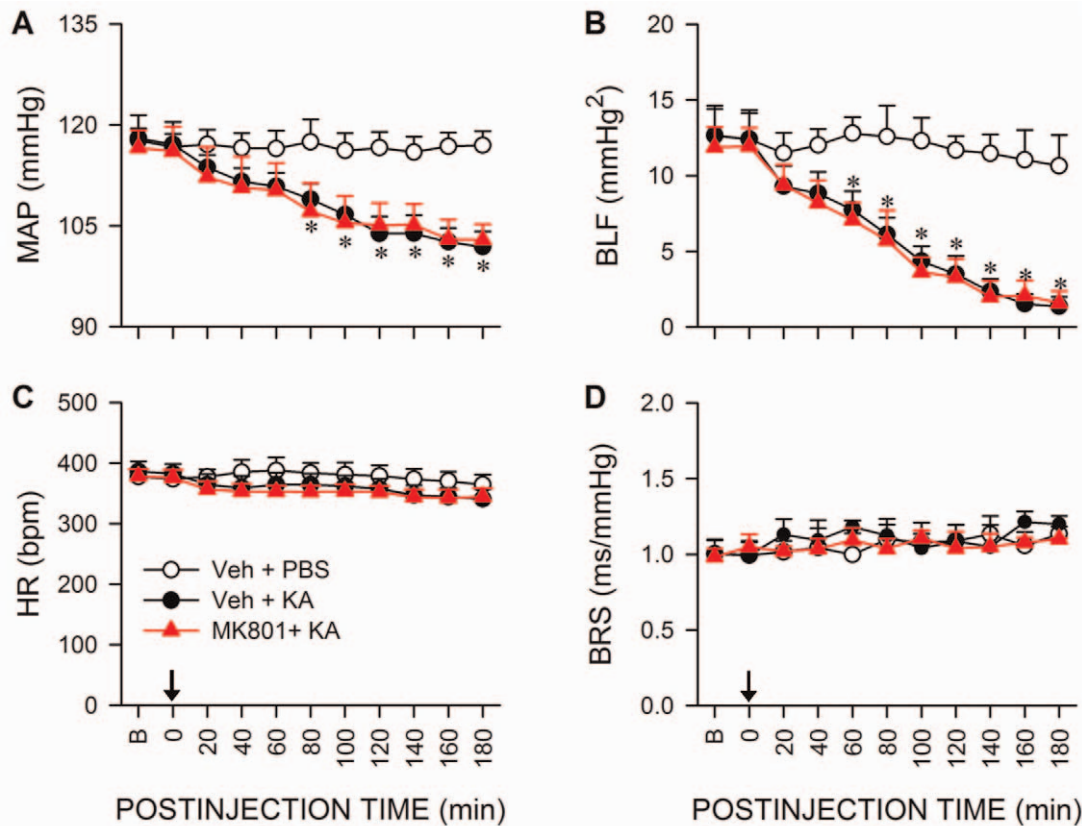 A
B
MAP (mmHg)
135
120
105
90
* * * * * *
BLF (mmHg²)
20
15
10
5
0
* * * * * * *
C
D
HR (bpm)
500
400
300
200
100
0
Veh + PBS
Veh + KA
MK801+ KA
BRS (ms/mmHg)
2.0
1.5
1.0
0.5
0.0
B 0 20 40 60 80 100 120 140 160 180
B 0 20 40 60 80 100 120 140 160 180
POSTINJECTION TIME (min)
POSTINJECTION TIME (min)